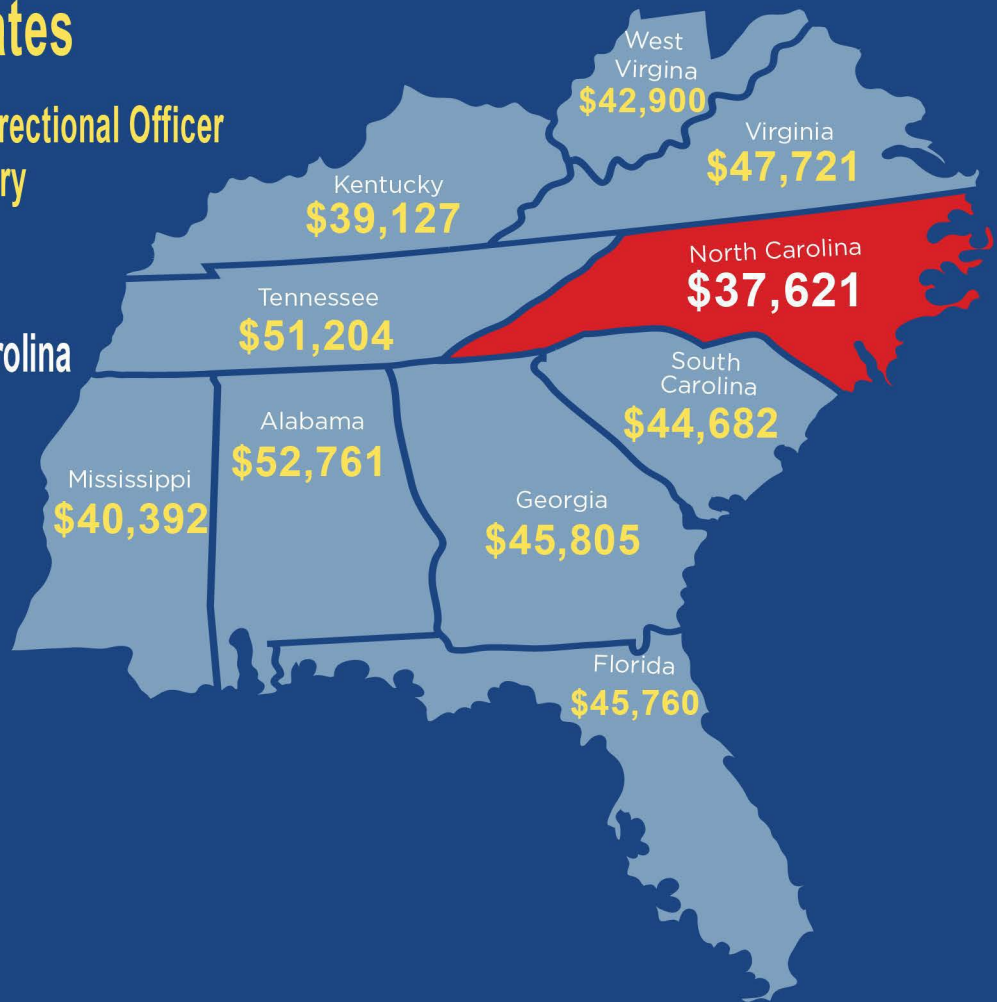 ates
rectional Officer
ry
rolina
West
Virgina
$42,900
Virginia
$47,721
Kentucky
$39,127
North Carolina
$37,621
Tennessee
$51,204
South
Carolina
$44,682
Alabama
$52,761
Mississippi
$40,392
Georgia
$45,805
Florida
$45,760